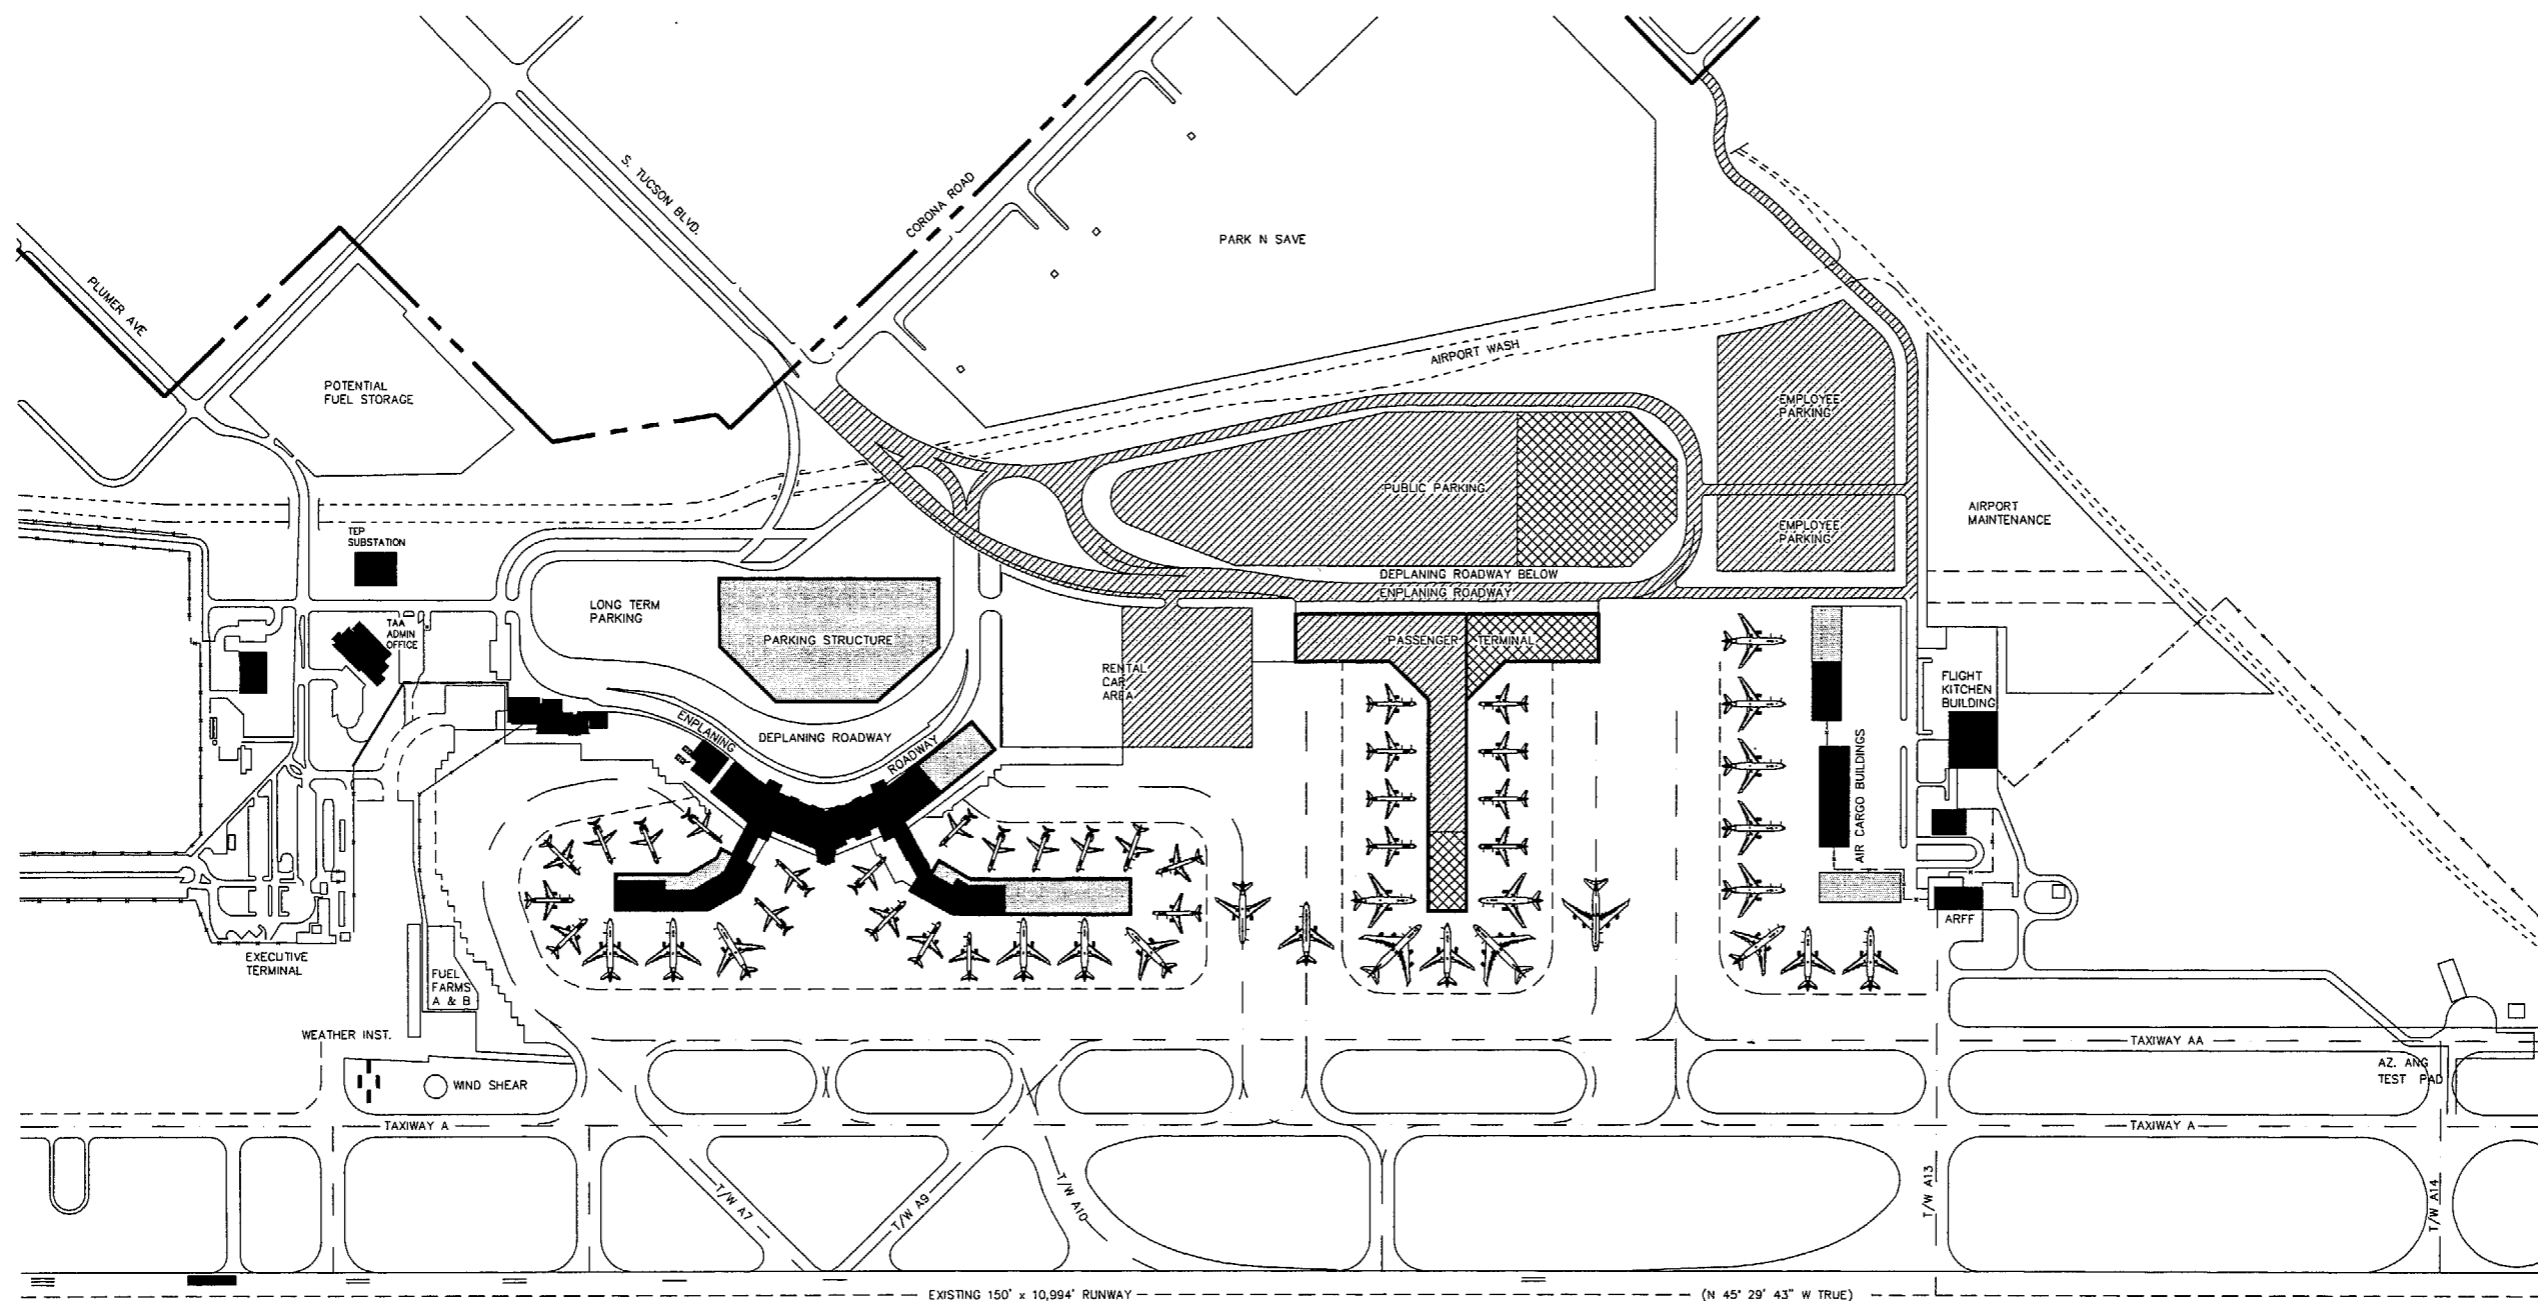 S. TUCSON BLVD.
CORONA ROAD
PARK N SAVE
PLUMER AVE
AIRPORT WASH
POTENTIAL
FUEL STORAGE
EMPLOYEE
PARKING
PUBLIC PARKING
AIRPORT
MAINTENANCE
TEP
SUBSTATION
EMPLOYEE
PARKING
DEPLANING ROADWAY BELOW
ENPLANING ROADWAY
LONG TERM
PARKING
TAA
ADMIN
OFFICE
PARKING STRUCTURE
PASSENGER TERMINAL
RENTAL
CAR
AREA
FLIGHT
KITCHEN
BUILDING
ENPLANING
ROADWAY
DEPLANING ROADWAY
AIR CARGO BUILDINGS
ARFF
EXECUTIVE
TERMINAL
FUEL
FARMS
A & B
WEATHER INST.
WIND SHEAR
TAXIWAY AA
AZ. ANG
TEST PAD
TAXIWAY A
TAXIWAY A
T/W A7
T/W A9
T/W A10
T/W A13
T/W A14
EXISTING 150' x 10,994' RUNWAY
(N 45° 29' 43" W TRUE)